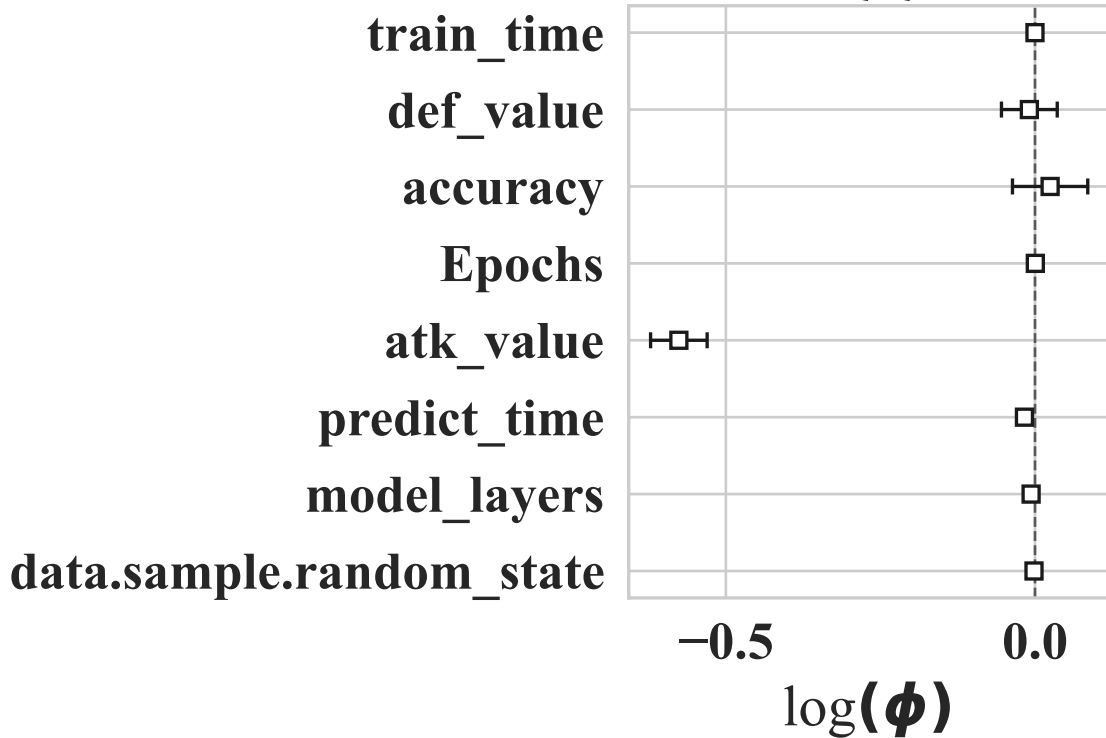 train_time
def_value
accuracy
Epochs
atk_value
predict_time
model_layers
data.sample.random_state
−0.5 0.0
log(ϕ)